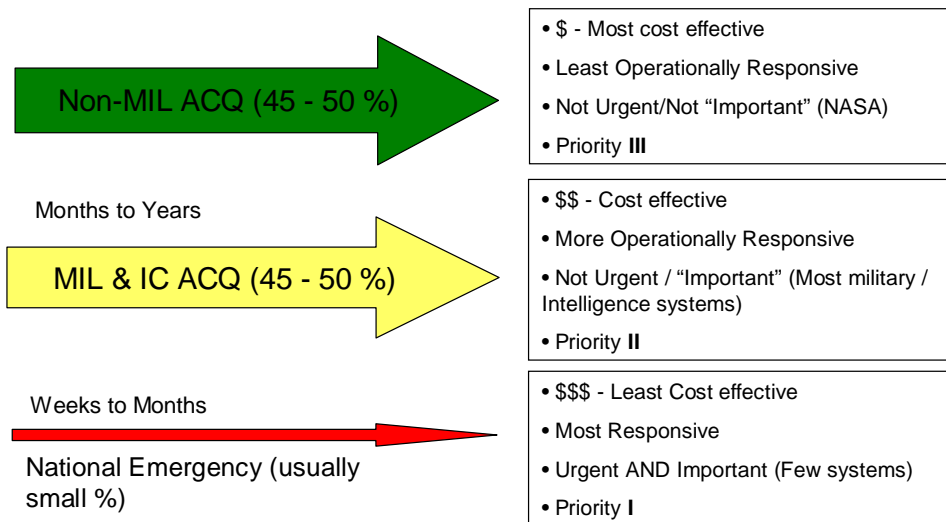 Non-MIL ACQ (45 - 50 %)
• $ - Most cost effective
• Least Operationally Responsive
• Not Urgent/Not “Important” (NASA)
• Priority III
Months to Years
MIL & IC ACQ (45 - 50 %)
• $$ - Cost effective
• More Operationally Responsive
• Not Urgent / “Important” (Most military /
Intelligence systems)
• Priority II
Weeks to Months
National Emergency (usually
small %)
• $$$ - Least Cost effective
• Most Responsive
• Urgent AND Important (Few systems)
• Priority I